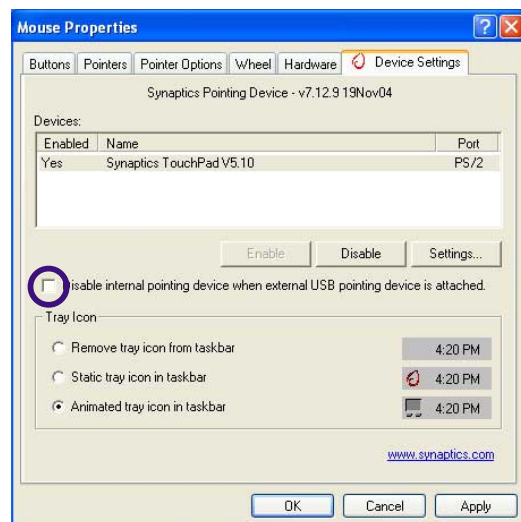 Mouse Properties
Buttons Pointers Pointer Options Wheel Hardware Device Settings
Synaptics Pointing Device - v7.12.9 19Nov04
Devices:
Enabled Name Port
Yes Synaptics TouchPad V5.10 PS/2
Enable Disable Settings...
Disable internal pointing device when external USB pointing device is attached.
Tray Icon
Remove tray icon from taskbar 4:20 PM
Static tray icon in taskbar 4:20 PM
Animated tray icon in taskbar 4:20 PM
www.synaptics.com
OK Cancel Apply